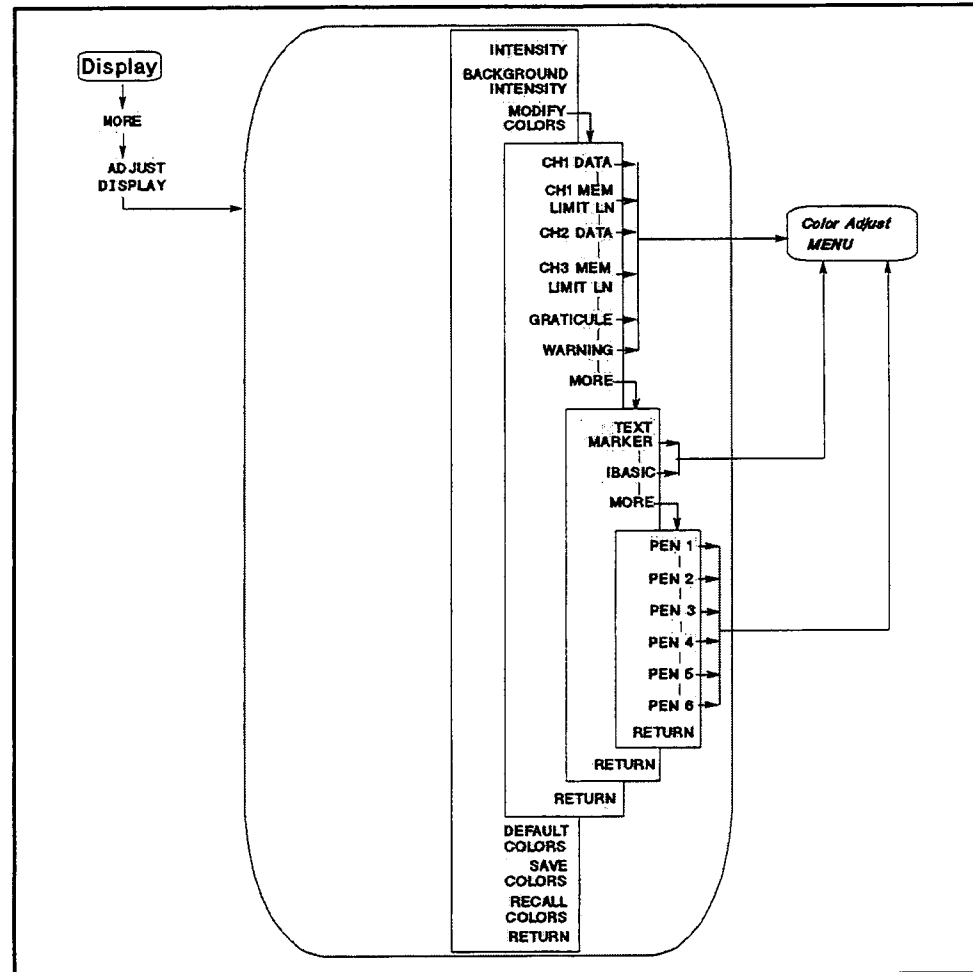 Display
MORE
ADJUST
DISPLAY
INTENSITY
BACKGROUND
INTENSITY
MODIFY
COLORS
CH1 DATA
CH1 MEM
LIMIT LN
CH2 DATA
CH3 MEM
LIMIT LN
GRATICULE
WARNING
MORE
TEXT
MARKER
IBASIC
MORE
PEN 1
PEN 2
PEN 3
PEN 4
PEN 5
PEN 6
RETURN
RETURN
RETURN
DEFAULT
COLORS
SAVE
COLORS
RECALL
COLORS
RETURN
Color Adjust
MENU